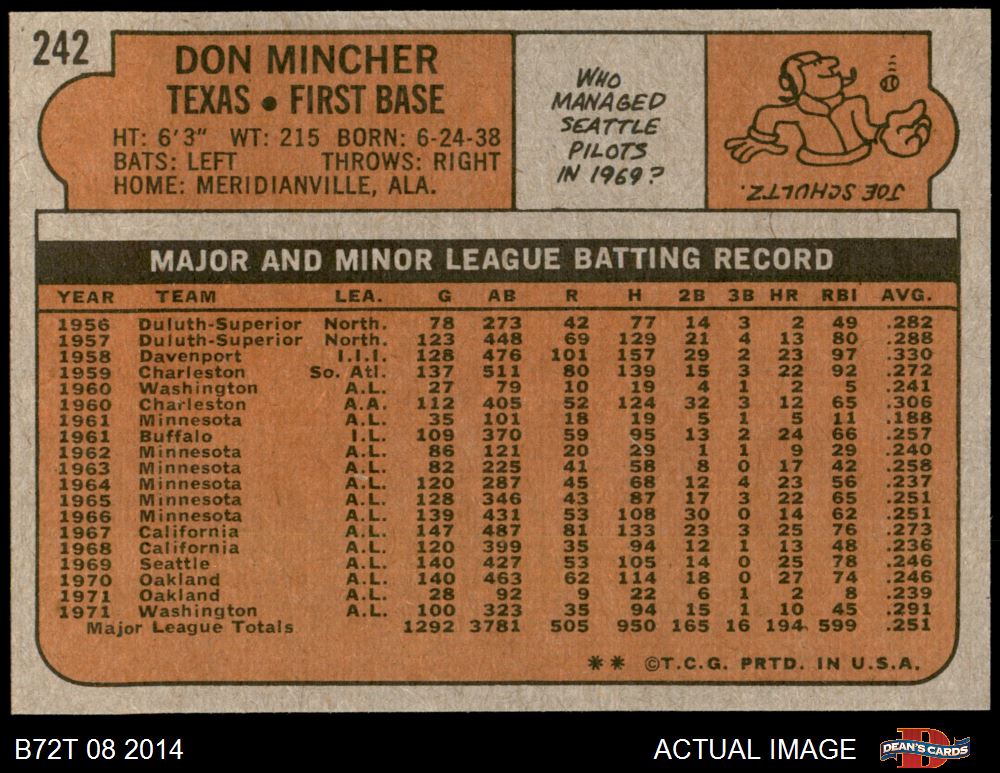 242
DON MINCHER
TEXAS • FIRST BASE
HT: 6'3" WT: 215 BORN: 6-24-38
BATS: LEFT THROWS: RIGHT
HOME: MERIDIANVILLE, ALA.
WHO
MANAGED
SEATTLE
PILOTS
IN 1969?
JOE SCHULTZ.
MAJOR AND MINOR LEAGUE BATTING RECORD
YEAR TEAM LEA. G AB R H 2B 3B HR RBI AVG.
1956 Duluth-Superior North. 78 273 42 77 14 3 2 49 .282
1957 Duluth-Superior North. 123 448 69 129 21 4 13 80 .288
1958 Davenport I.I.I. 128 476 101 157 29 2 23 97 .330
1959 Charleston So. Atl. 137 511 80 139 15 3 22 92 .272
1960 Washington A.L. 27 79 10 19 4 1 2 5 .241
1960 Charleston A.A. 112 405 52 124 32 3 12 65 .306
1961 Minnesota A.L. 35 101 18 19 5 1 5 11 .188
1961 Buffalo I.L. 109 370 59 95 13 2 24 66 .257
1962 Minnesota A.L. 86 121 20 29 1 1 9 29 .240
1963 Minnesota A.L. 82 225 41 58 8 0 17 42 .258
1964 Minnesota A.L. 120 287 45 68 12 4 23 56 .237
1965 Minnesota A.L. 128 346 43 87 17 3 22 65 .251
1966 Minnesota A.L. 139 431 53 108 30 0 14 62 .251
1967 California A.L. 147 487 81 133 23 3 25 76 .273
1968 California A.L. 120 399 35 94 12 1 13 48 .236
1969 Seattle A.L. 140 427 53 105 14 0 25 78 .246
1970 Oakland A.L. 140 463 62 114 18 0 27 74 .246
1971 Oakland A.L. 28 92 9 22 6 1 2 8 .239
1971 Washington A.L. 100 323 35 94 15 1 10 45 .291
Major League Totals 1292 3781 505 950 165 16 194 599 .251
** ©T.C.G. PRTD. IN U.S.A.
B72T 08 2014 ACTUAL IMAGE
DEAN'S CARDS